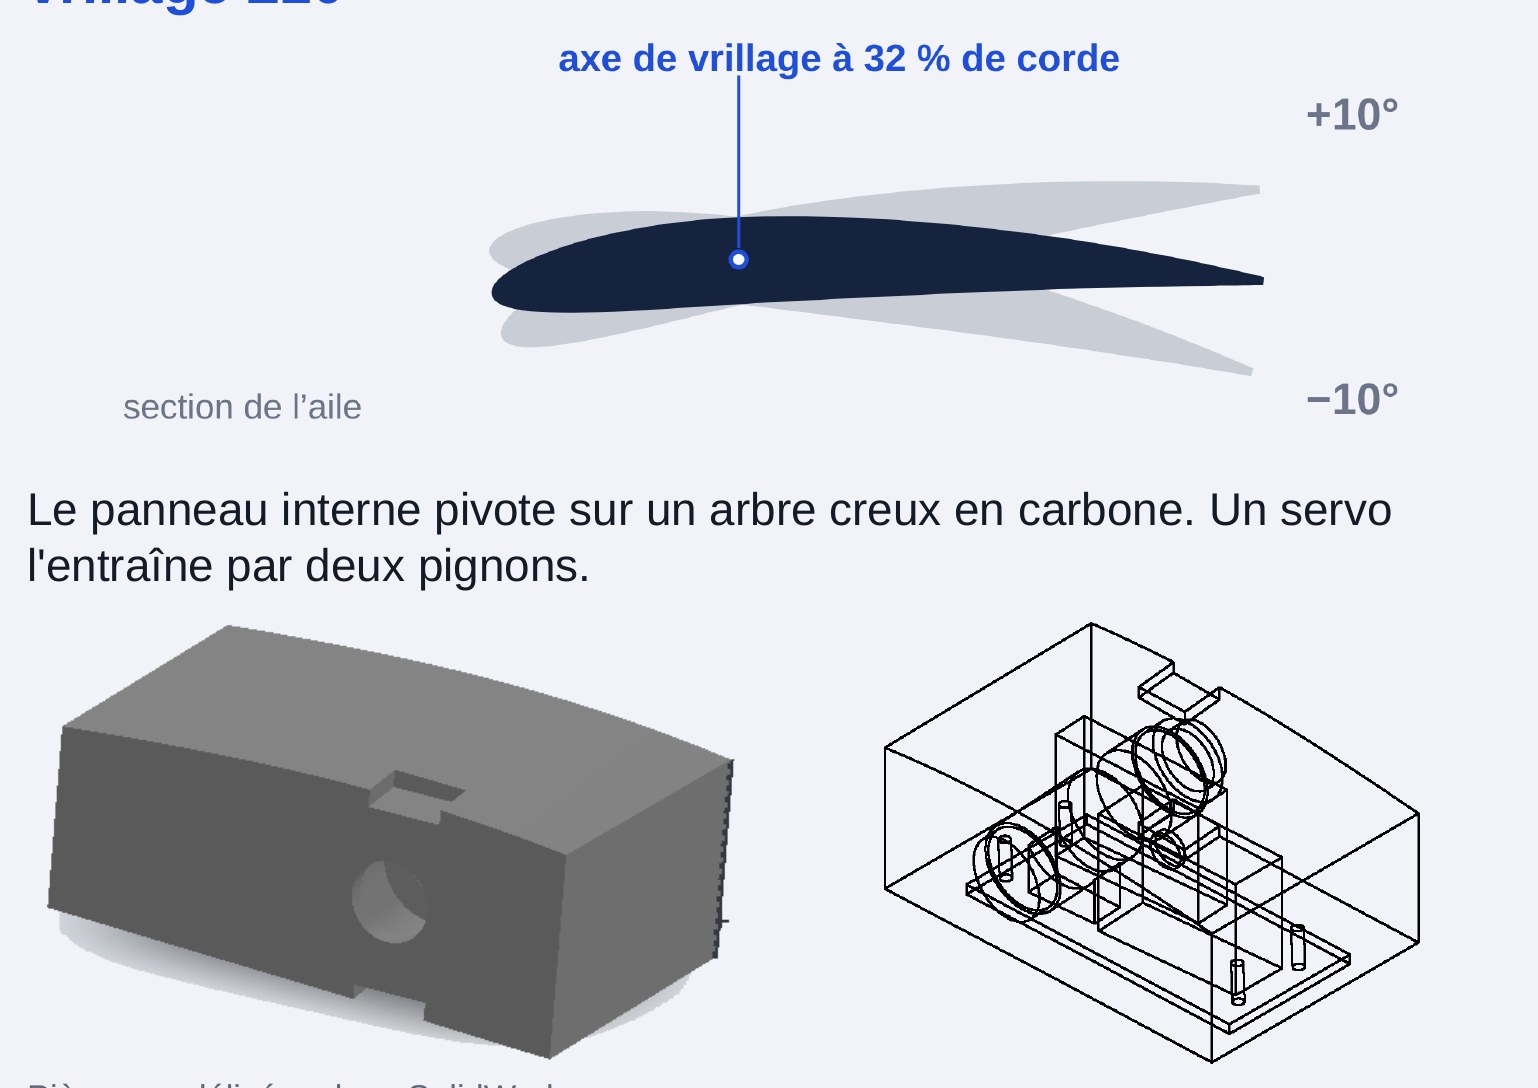 axe de vrillage à 32 % de corde
+10°
−10°
section de l’aile
Le panneau interne pivote sur un arbre creux en carbone. Un servo
l'entraîne par deux pignons.